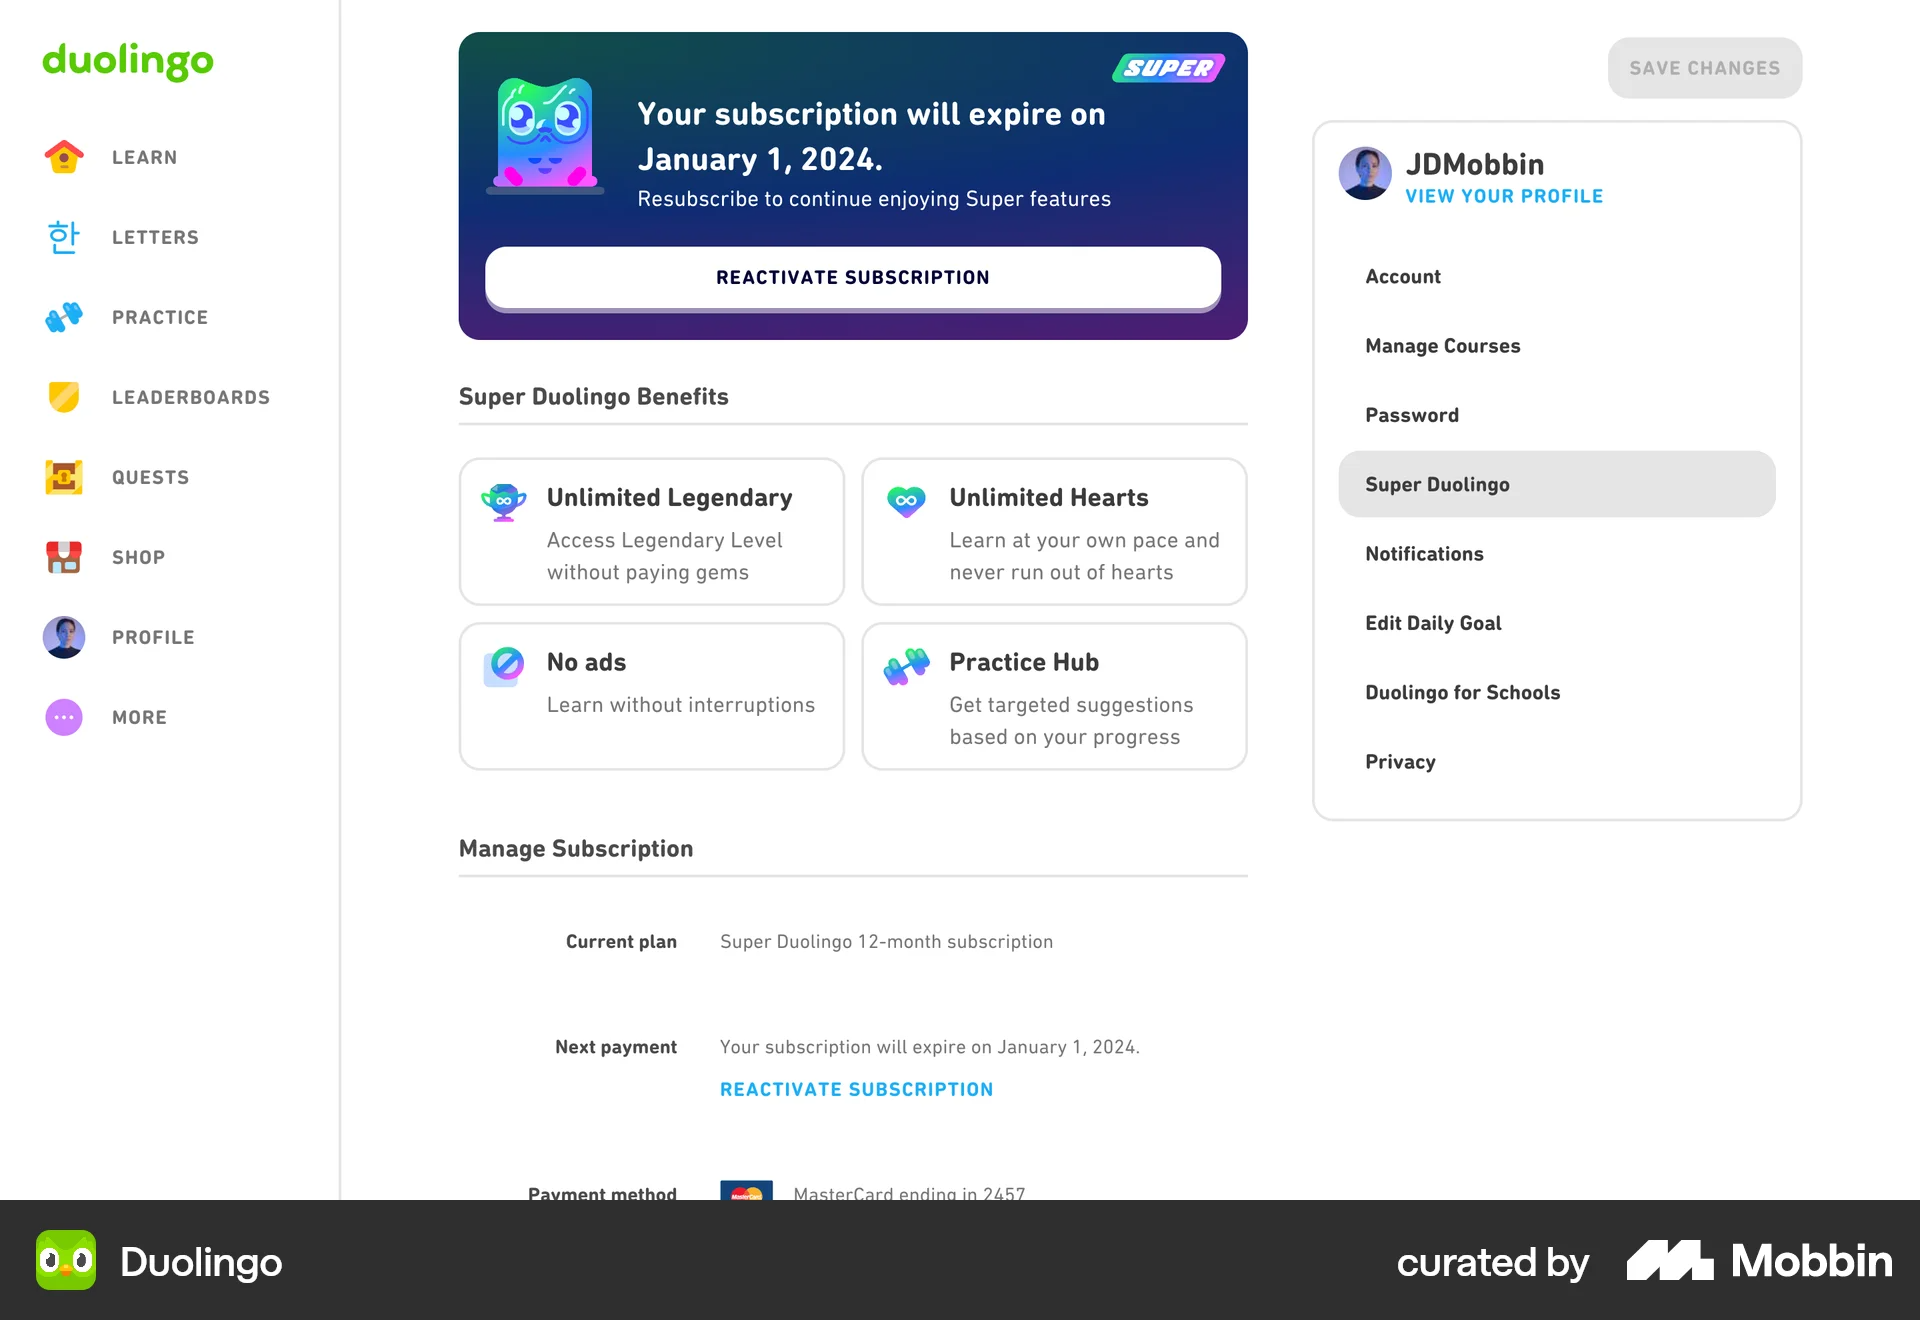 duolingo
LEARN
한
LETTERS
PRACTICE
LEADERBOARDS
QUESTS
SHOP
PROFILE
MORE
SUPER
Your subscription will expire on
January 1, 2024.
Resubscribe to continue enjoying Super features
REACTIVATE SUBSCRIPTION
Super Duolingo Benefits
Unlimited Legendary
Access Legendary Level
without paying gems
Unlimited Hearts
Learn at your own pace and
never run out of hearts
No ads
Learn without interruptions
Practice Hub
Get targeted suggestions
based on your progress
Manage Subscription
Current plan
Super Duolingo 12-month subscription
Next payment
Your subscription will expire on January 1, 2024.
REACTIVATE SUBSCRIPTION
Payment method
MasterCard
MasterCard ending in 2457
SAVE CHANGES
JDMobbin
VIEW YOUR PROFILE
Account
Manage Courses
Password
Super Duolingo
Notifications
Edit Daily Goal
Duolingo for Schools
Privacy
Duolingo
curated by
Mobbin